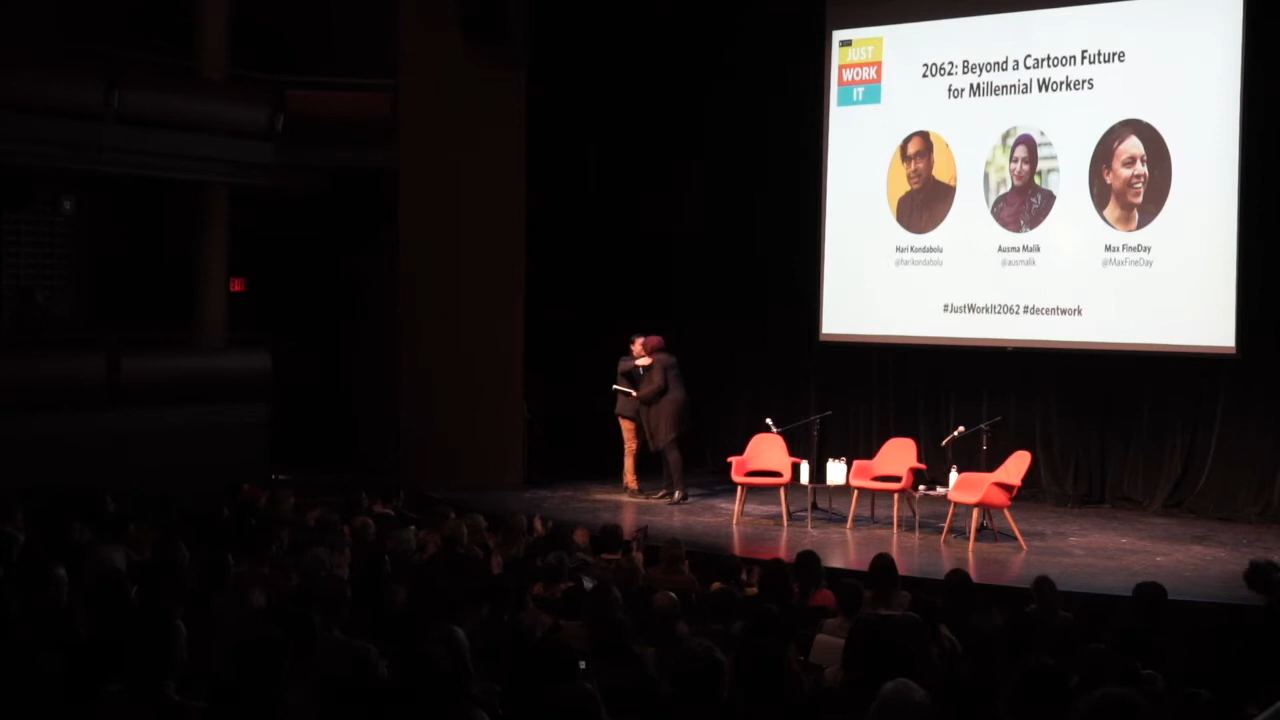 JUST
WORK
IT
2062: Beyond a Cartoon Future
for Millennial Workers
Hari Kondabolu
@harikondabolu
Ausma Malik
@ausmalik
Max FineDay
@MaxFineDay
#JustWorkIt2062 #decentwork
EXIT